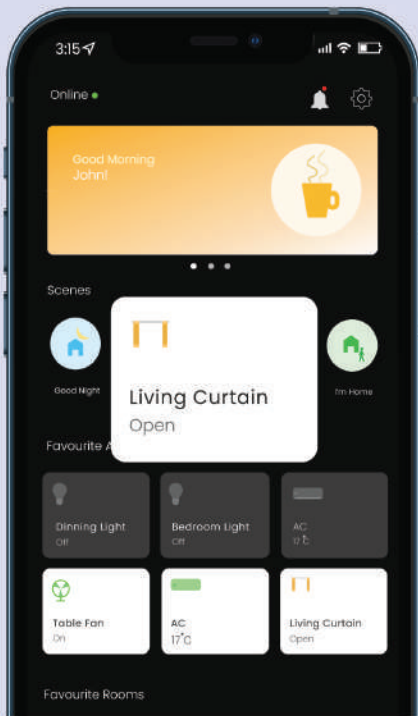 3:15
Online
Good Morning
John!
Scenes
Good Night
I'm Home
Living Curtain
Open
Favourite A
Dinning Light
Off
Bedroom Light
Off
AC
17°C
Table Fan
On
AC
17°C
Living Curtain
Open
Favourite Rooms